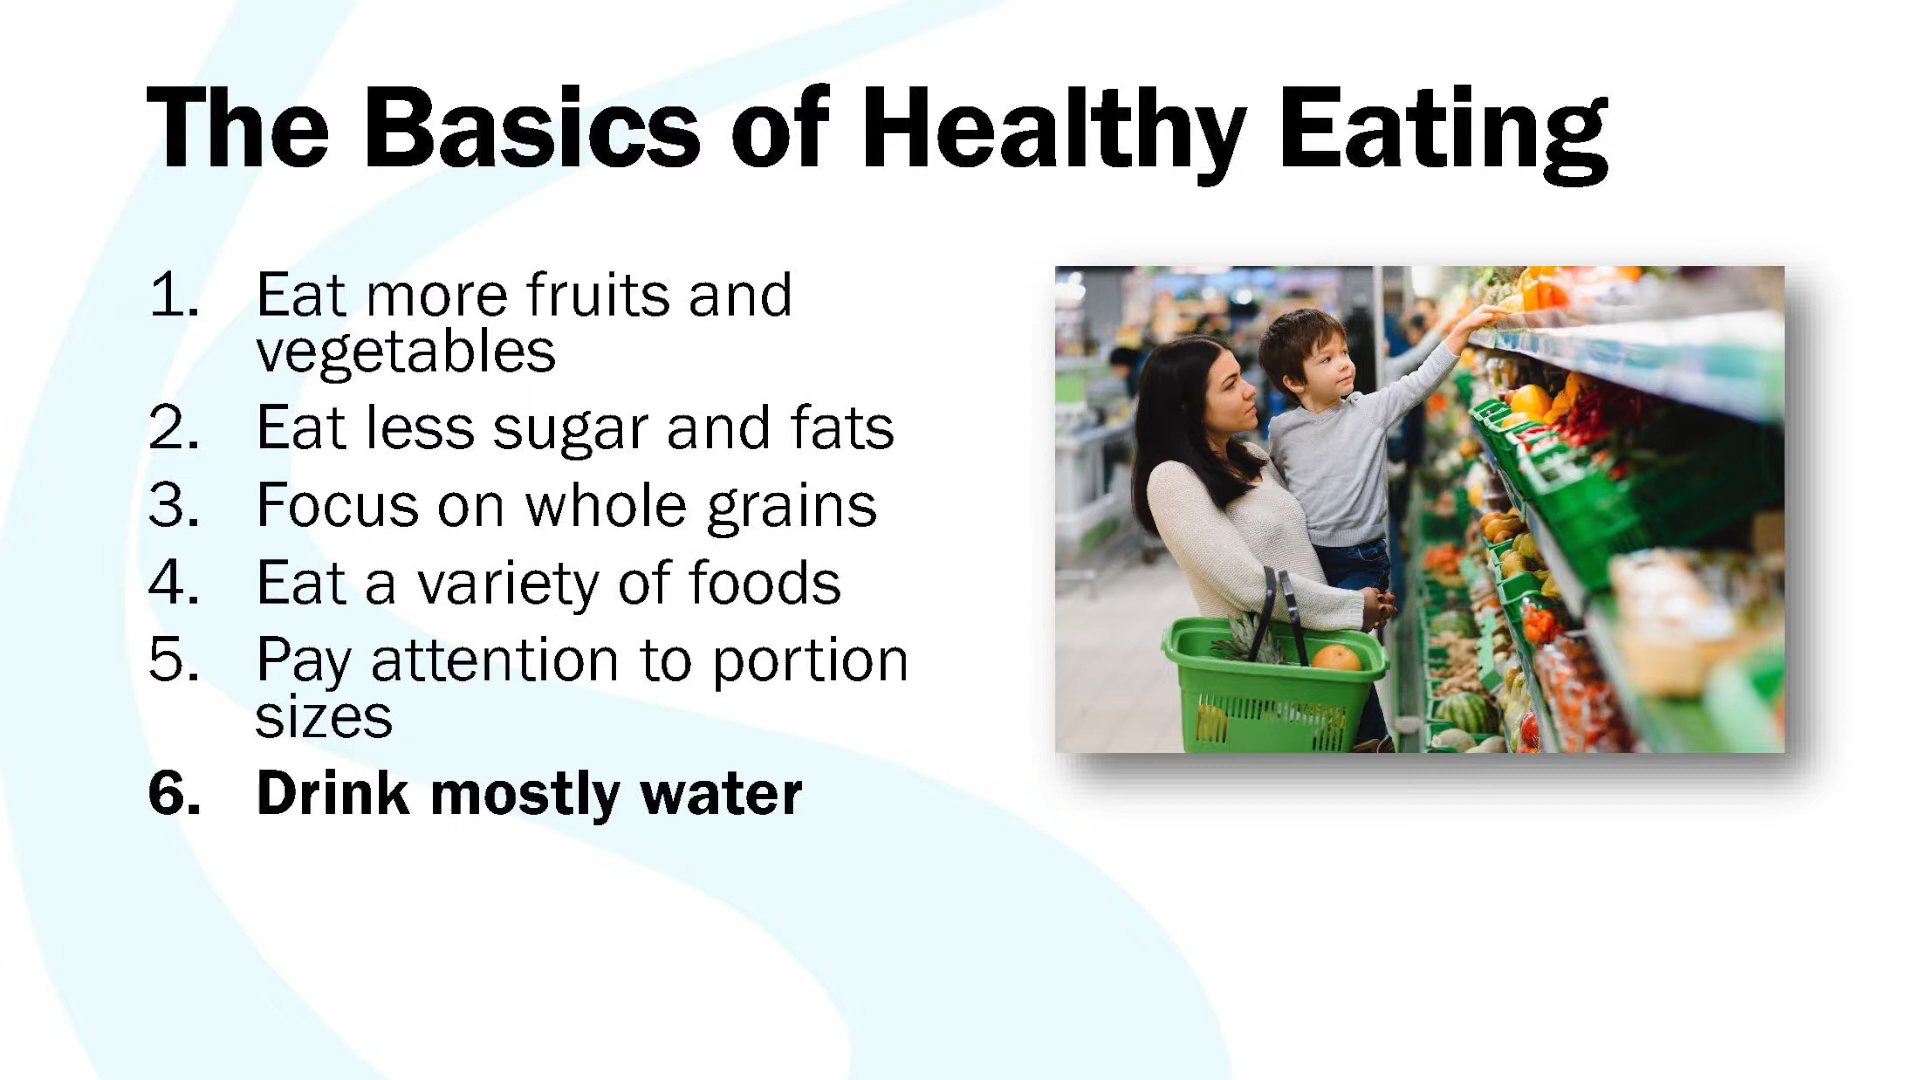 The Basics of Healthy Eating
1. Eat more fruits and
vegetables
2. Eat less sugar and fats
3. Focus on whole grains
4. Eat a variety of foods
5. Pay attention to portion
sizes
6. Drink mostly water